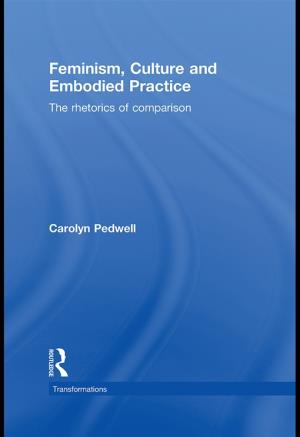 Feminism, Culture and
Embodied Practice
The rhetorics of comparison
Carolyn Pedwell
ROUTLEDGE
Transformations